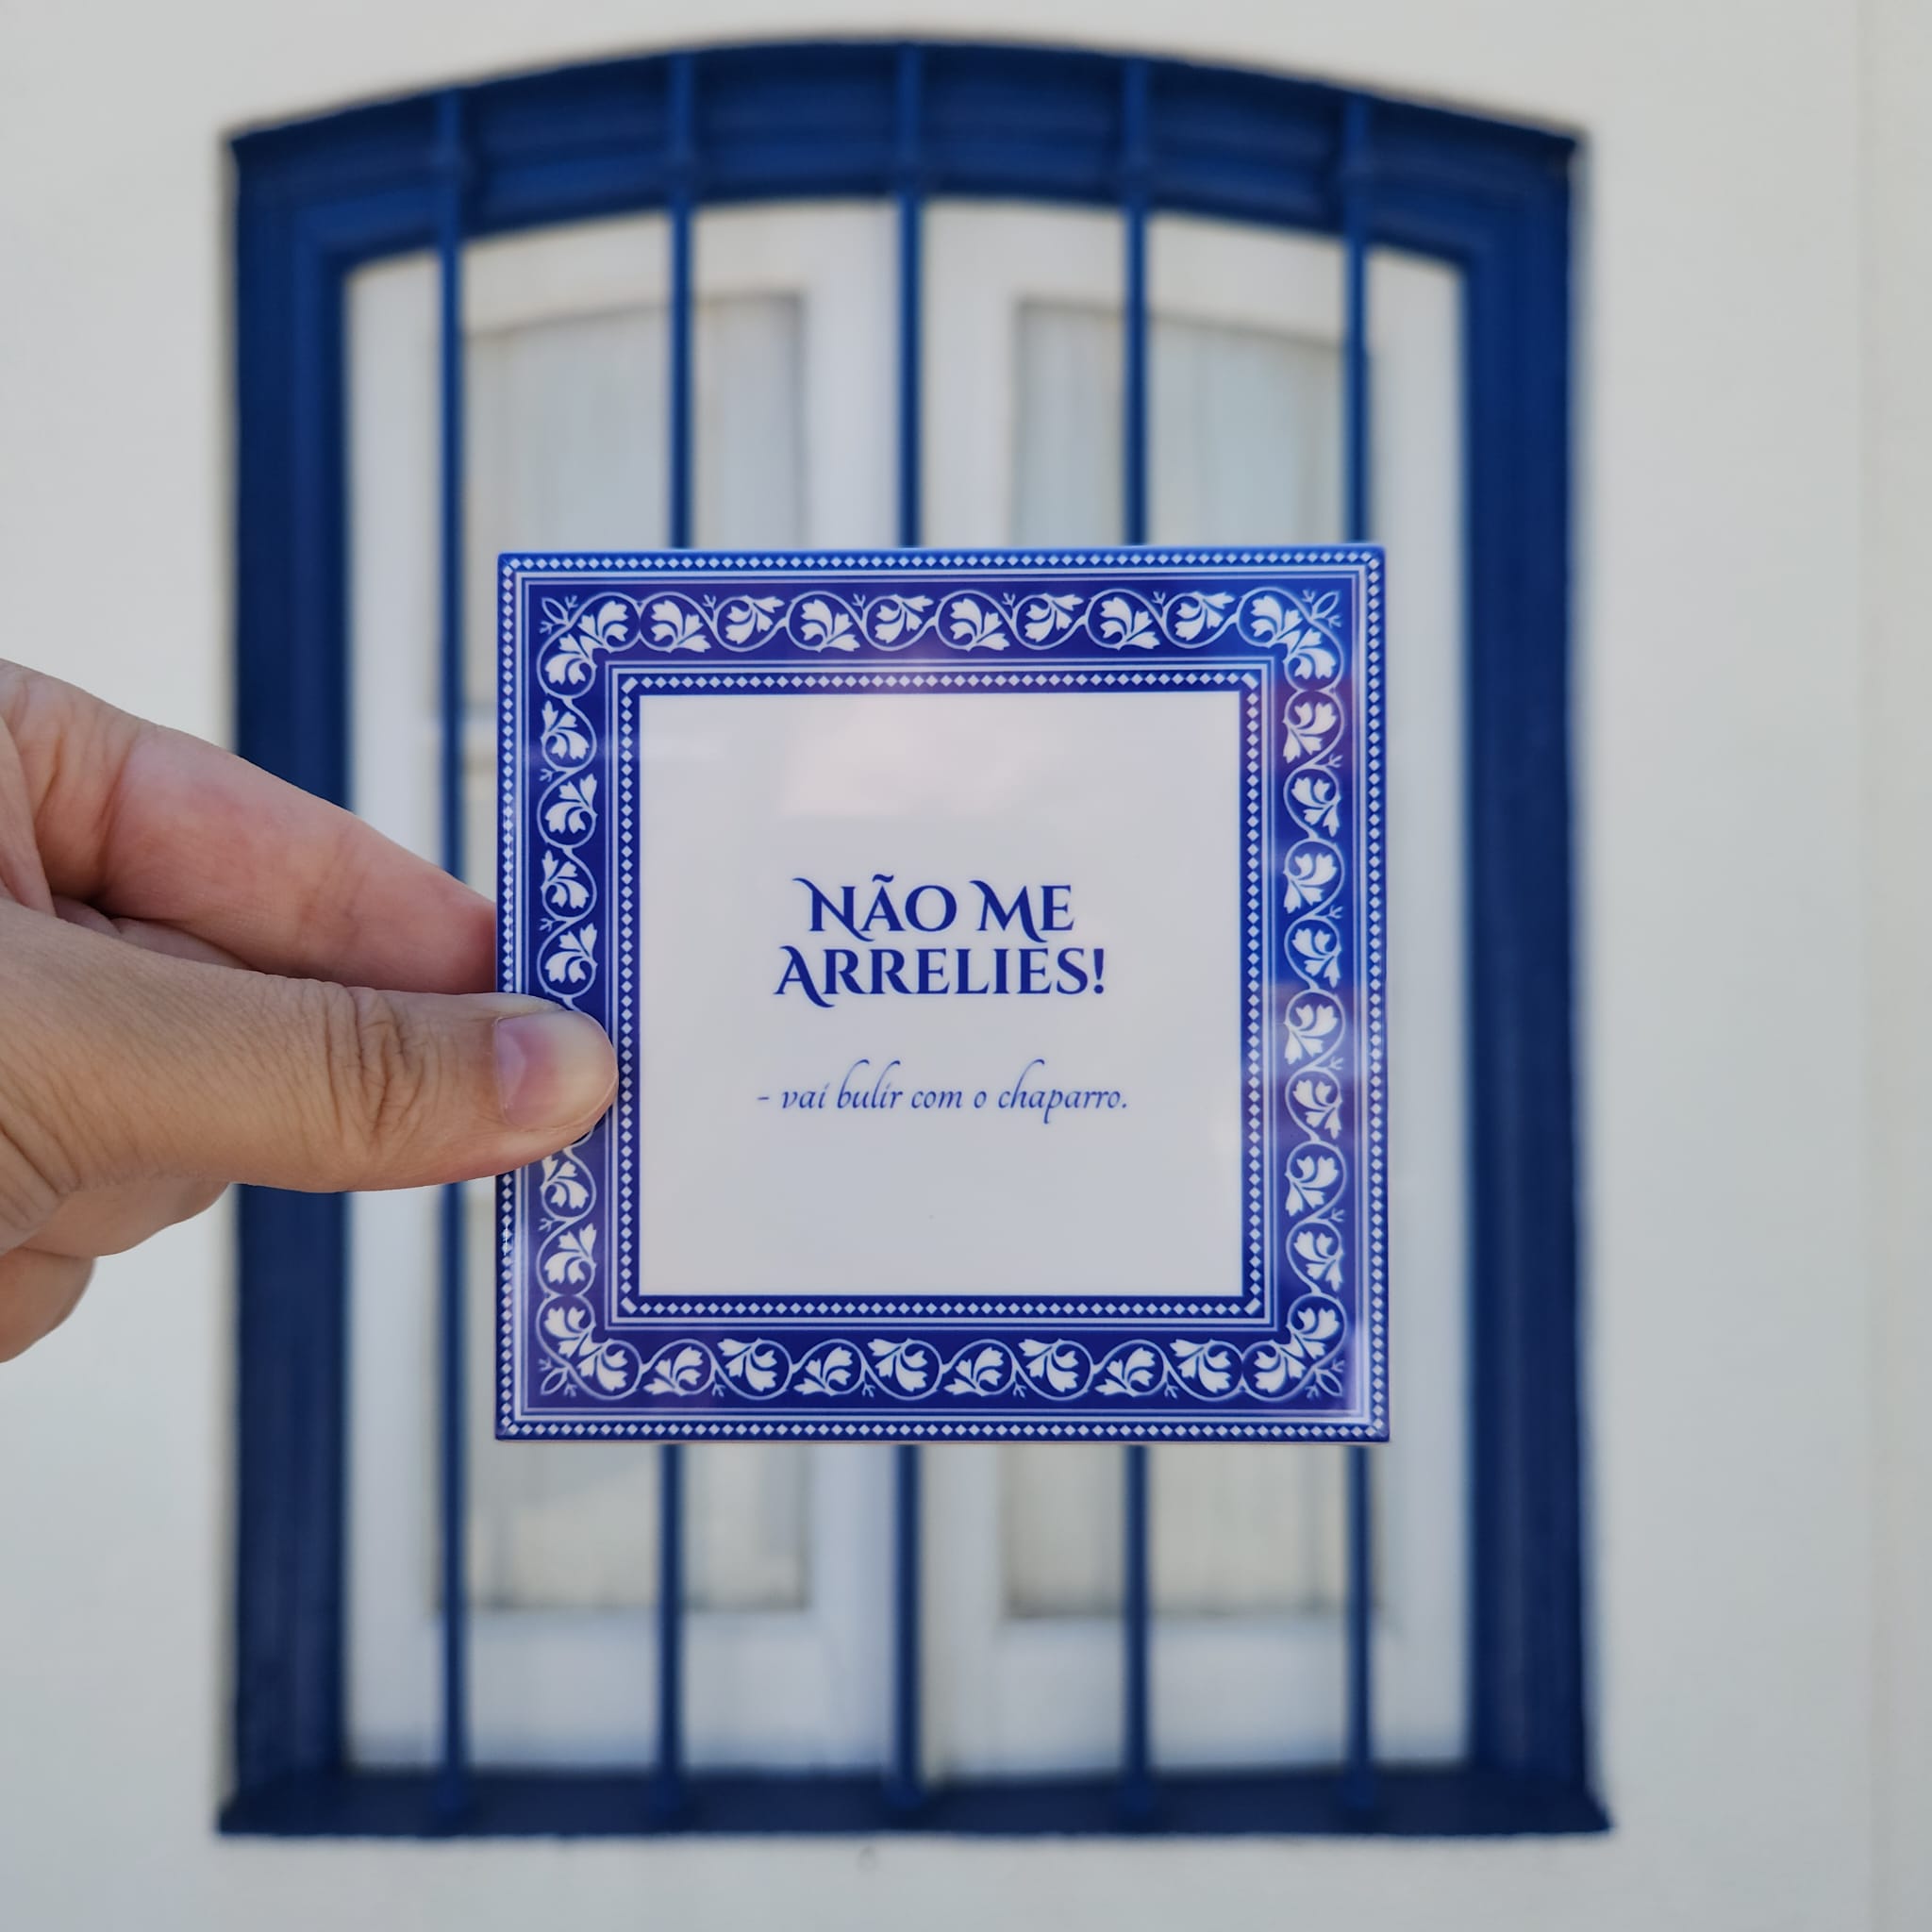 NÃO ME
ARRELIES!
- vai bulir com o chaparro.